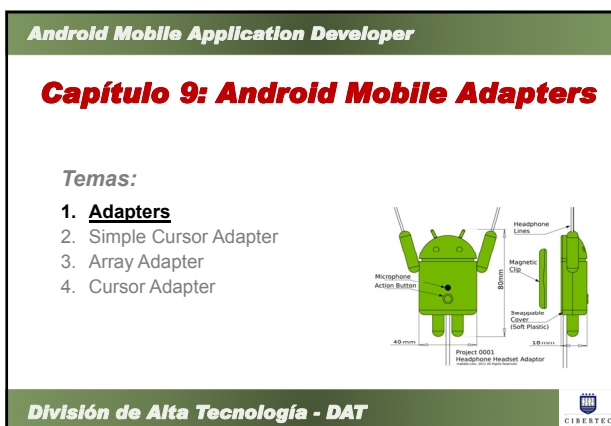 Android Mobile Application Developer
Capítulo 9: Android Mobile Adapters
Temas:
1. Adapters
2. Simple Cursor Adapter
3. Array Adapter
4. Cursor Adapter
Headphone
Lines
Magnetic
Clip
Microphone
Action Button
80mm
Swappable
Cover
(Soft Plastic)
40 mm
10 mm
Project 0001
Headphone Headset Adaptor
División de Alta Tecnología - DAT
CIBERTEC